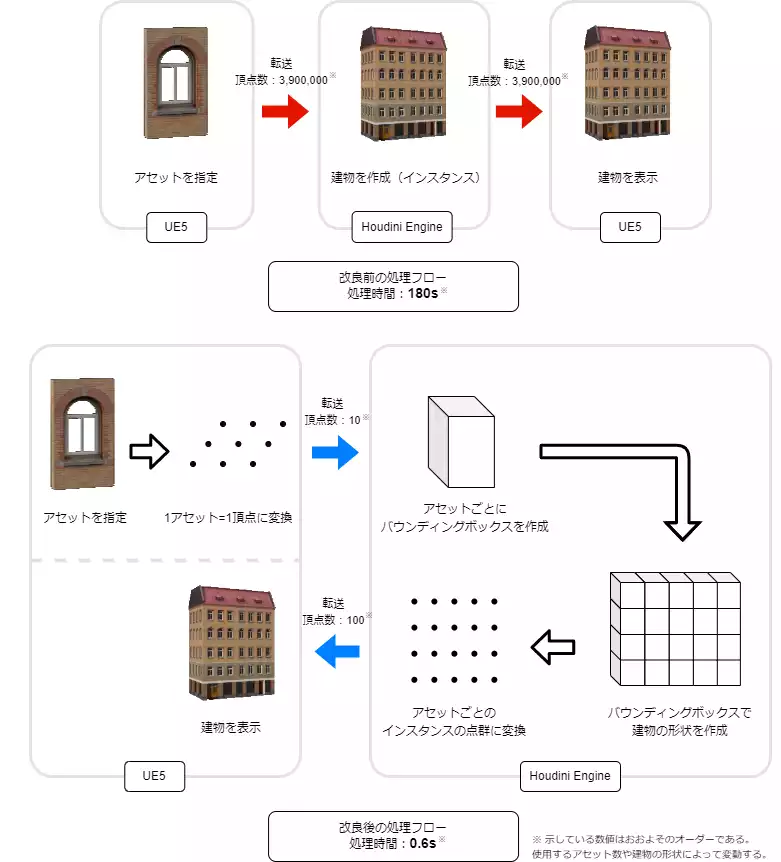 転送
頂点数：3,900,000※
転送
頂点数：3,900,000※
アセットを指定
建物を作成（インスタンス）
建物を表示
UE5
Houdini Engine
UE5
改良前の処理フロー
処理時間：180s※
転送
頂点数：10※
アセットを指定
1アセット=1頂点に変換
アセットごとに
バウンディングボックスを作成
転送
頂点数：100※
建物を表示
アセットごとの
インスタンスの点群に変換
バウンディングボックスで
建物の形状を作成
UE5
Houdini Engine
改良後の処理フロー
処理時間：0.6s※
※ 示している数値はおおよそのオーダーである。
使用するアセット数や建物の形状によって変動する。